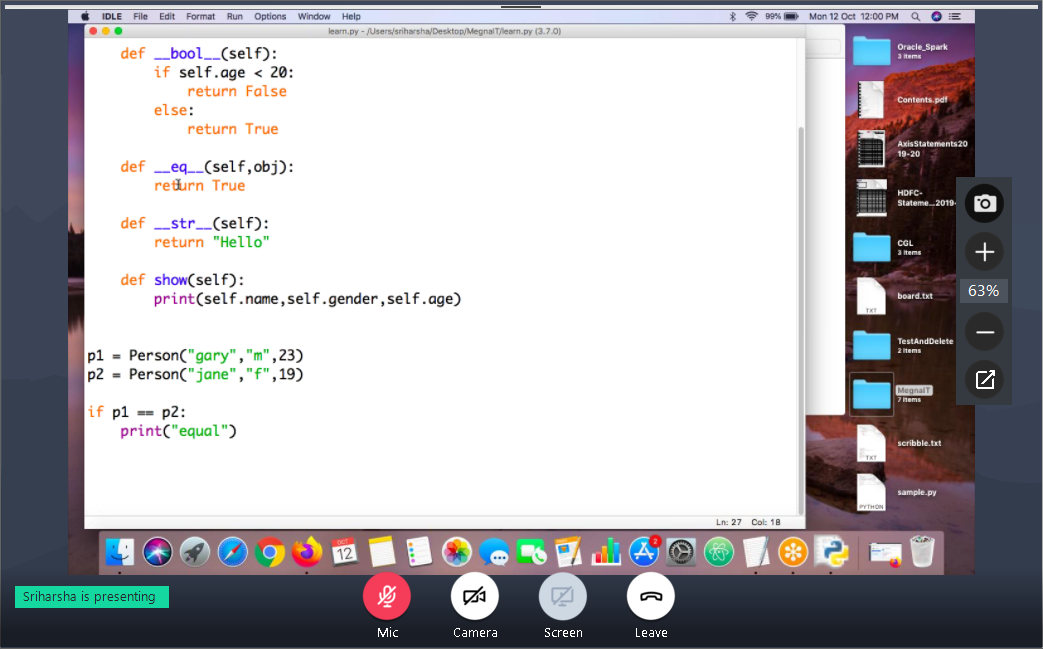 IDLE File Edit Format Run Options Window Help 99% Mon 12 Oct 12:00 PM
learn.py - /Users/sriharsha/Desktop/MegnaIT/learn.py (3.7.0)
def __bool__(self):
if self.age < 20:
return False
else:
return True
def __eq__(self,obj):
return True
def __str__(self):
return "Hello"
def show(self):
print(self.name,self.gender,self.age)
p1 = Person("gary","m",23)
p2 = Person("jane","f",19)
if p1 == p2:
print("equal")
Ln: 27 Col: 18
Oracle_Spark
3 items
Contents.pdf
AxisStatements20
19-20
HDFC-
Stateme...2019-
CGL
3 items
TXT
board.txt
TestAndDelete
2 items
MegnaIT
7 items
TXT
scribble.txt
PYTHON
sample.py
63%
OCT
12
2
Sriharsha is presenting
Mic
Camera
Screen
Leave